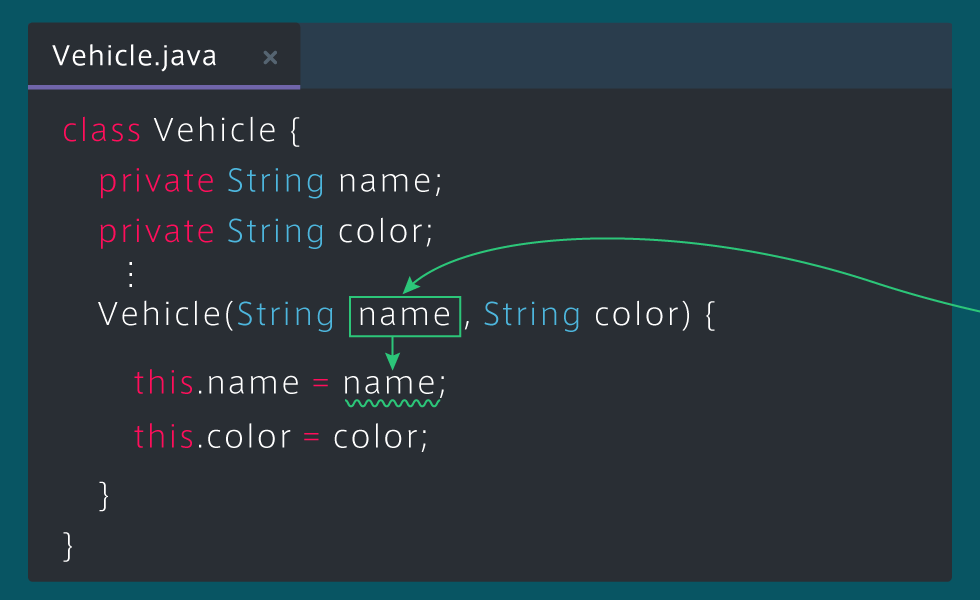 Vehicle.java ×
class Vehicle {
private String name;
private String color;
⋮
Vehicle(String name, String color) {
this.name = name;
this.color = color;
}
}